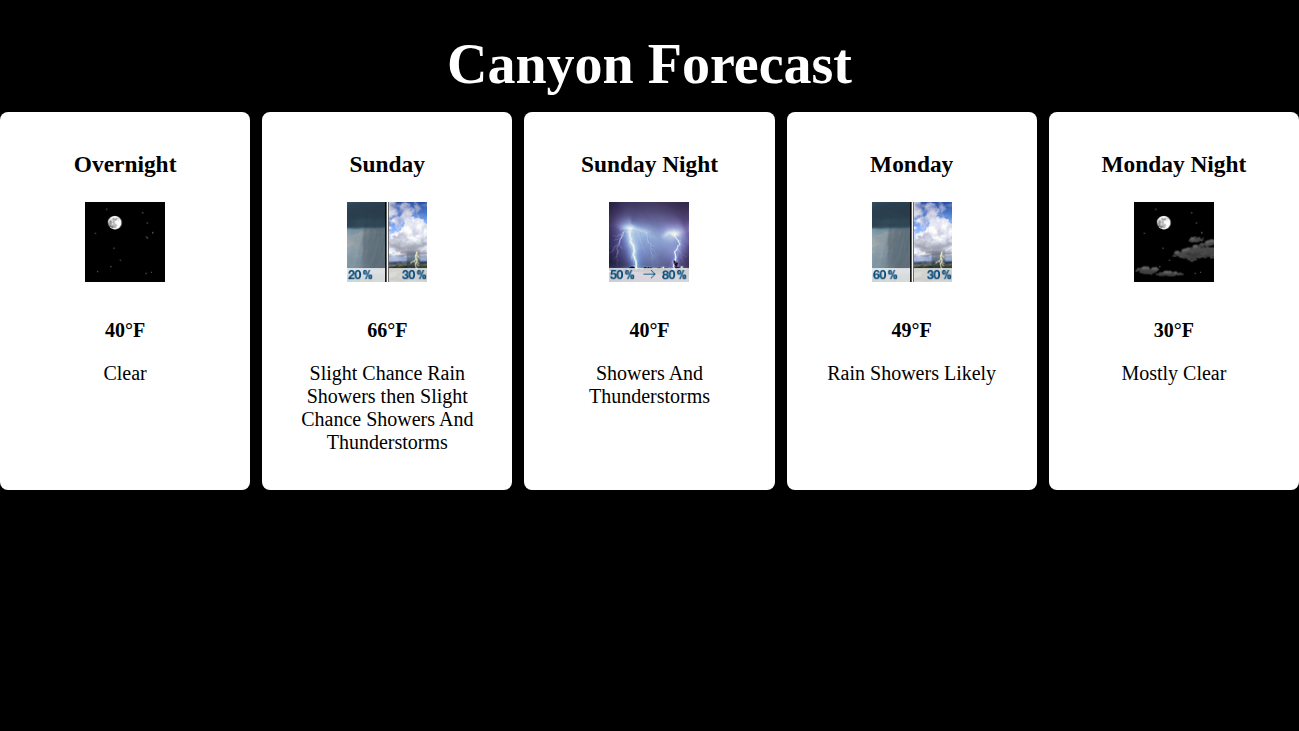 Canyon Forecast
Overnight
40°F
Clear
Sunday
20% 30%
66°F
Slight Chance Rain
Showers then Slight
Chance Showers And
Thunderstorms
Sunday Night
50% → 80%
40°F
Showers And
Thunderstorms
Monday
60% 30%
49°F
Rain Showers Likely
Monday Night
30°F
Mostly Clear